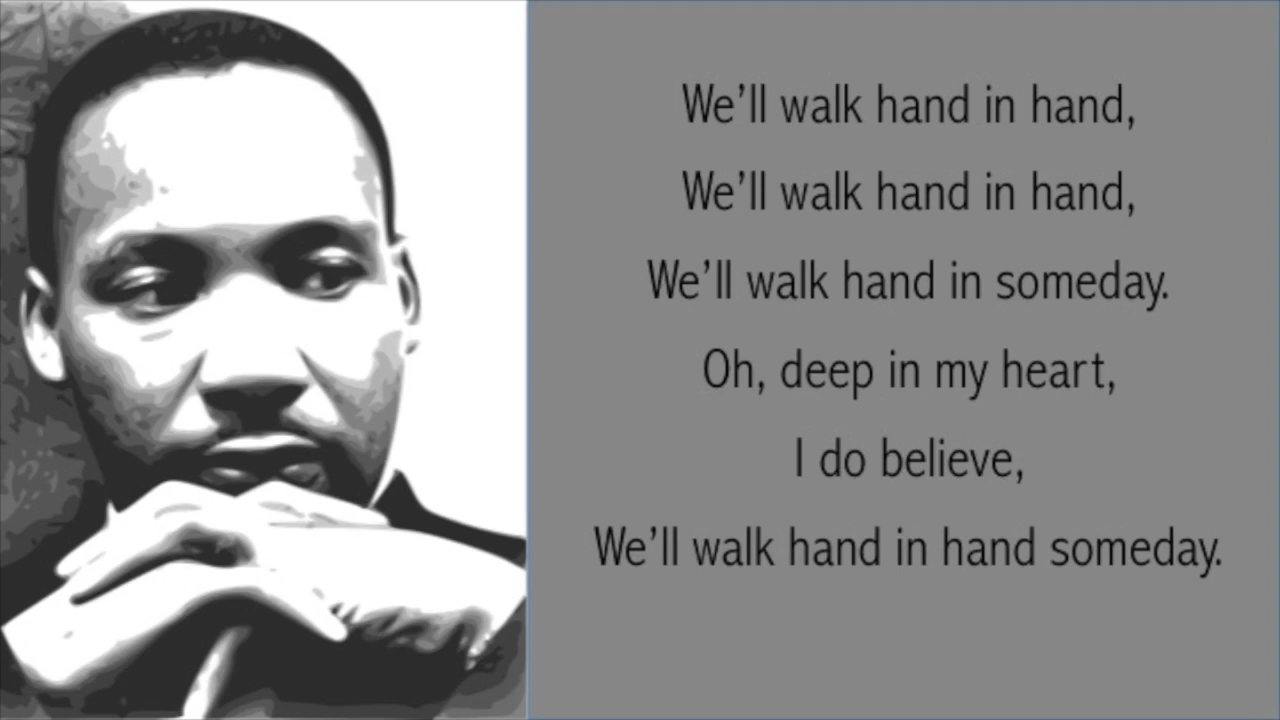 We’ll walk hand in hand,
We’ll walk hand in hand,
We’ll walk hand in someday.
Oh, deep in my heart,
I do believe,
We’ll walk hand in hand someday.